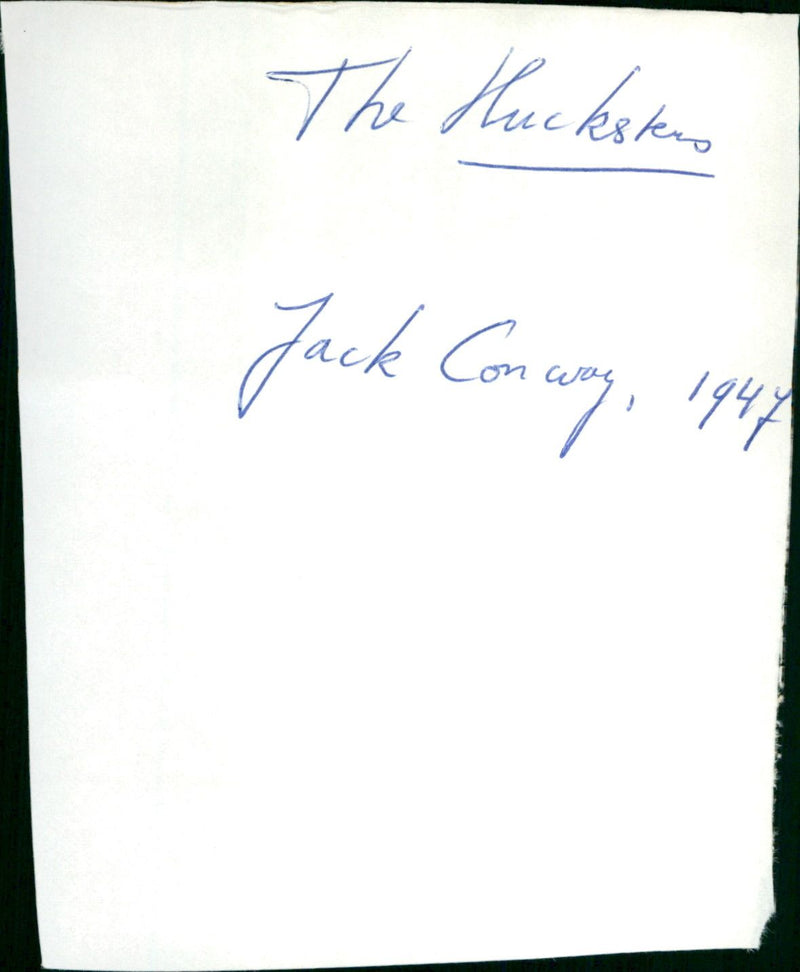 The Hucksters
Jack Conway, 1947